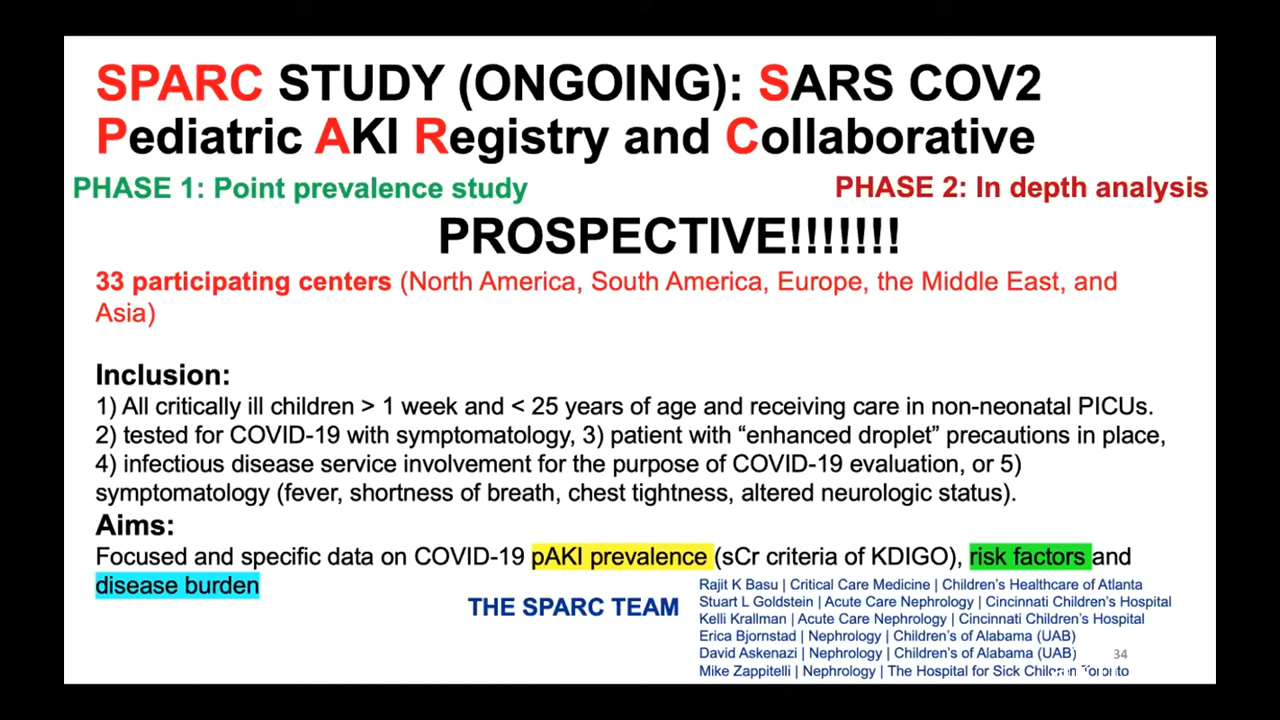 SPARC STUDY (ONGOING): SARS COV2
Pediatric AKI Registry and Collaborative
PHASE 1: Point prevalence study
PHASE 2: In depth analysis
PROSPECTIVE!!!!!!!
33 participating centers (North America, South America, Europe, the Middle East, and
Asia)
Inclusion:
1) All critically ill children > 1 week and < 25 years of age and receiving care in non-neonatal PICUs.
2) tested for COVID-19 with symptomatology, 3) patient with “enhanced droplet” precautions in place,
4) infectious disease service involvement for the purpose of COVID-19 evaluation, or 5)
symptomatology (fever, shortness of breath, chest tightness, altered neurologic status).
Aims:
Focused and specific data on COVID-19 pAKI prevalence (sCr criteria of KDIGO), risk factors and
disease burden
THE SPARC TEAM
Rajit K Basu | Critical Care Medicine | Children’s Healthcare of Atlanta
Stuart L Goldstein | Acute Care Nephrology | Cincinnati Children’s Hospital
Kelli Krallman | Acute Care Nephrology | Cincinnati Children’s Hospital
Erica Bjornstad | Nephrology | Children’s of Alabama (UAB)
David Askenazi | Nephrology | Children’s of Alabama (UAB)
34
Mike Zappitelli | Nephrology | The Hospital for Sick Children Toronto